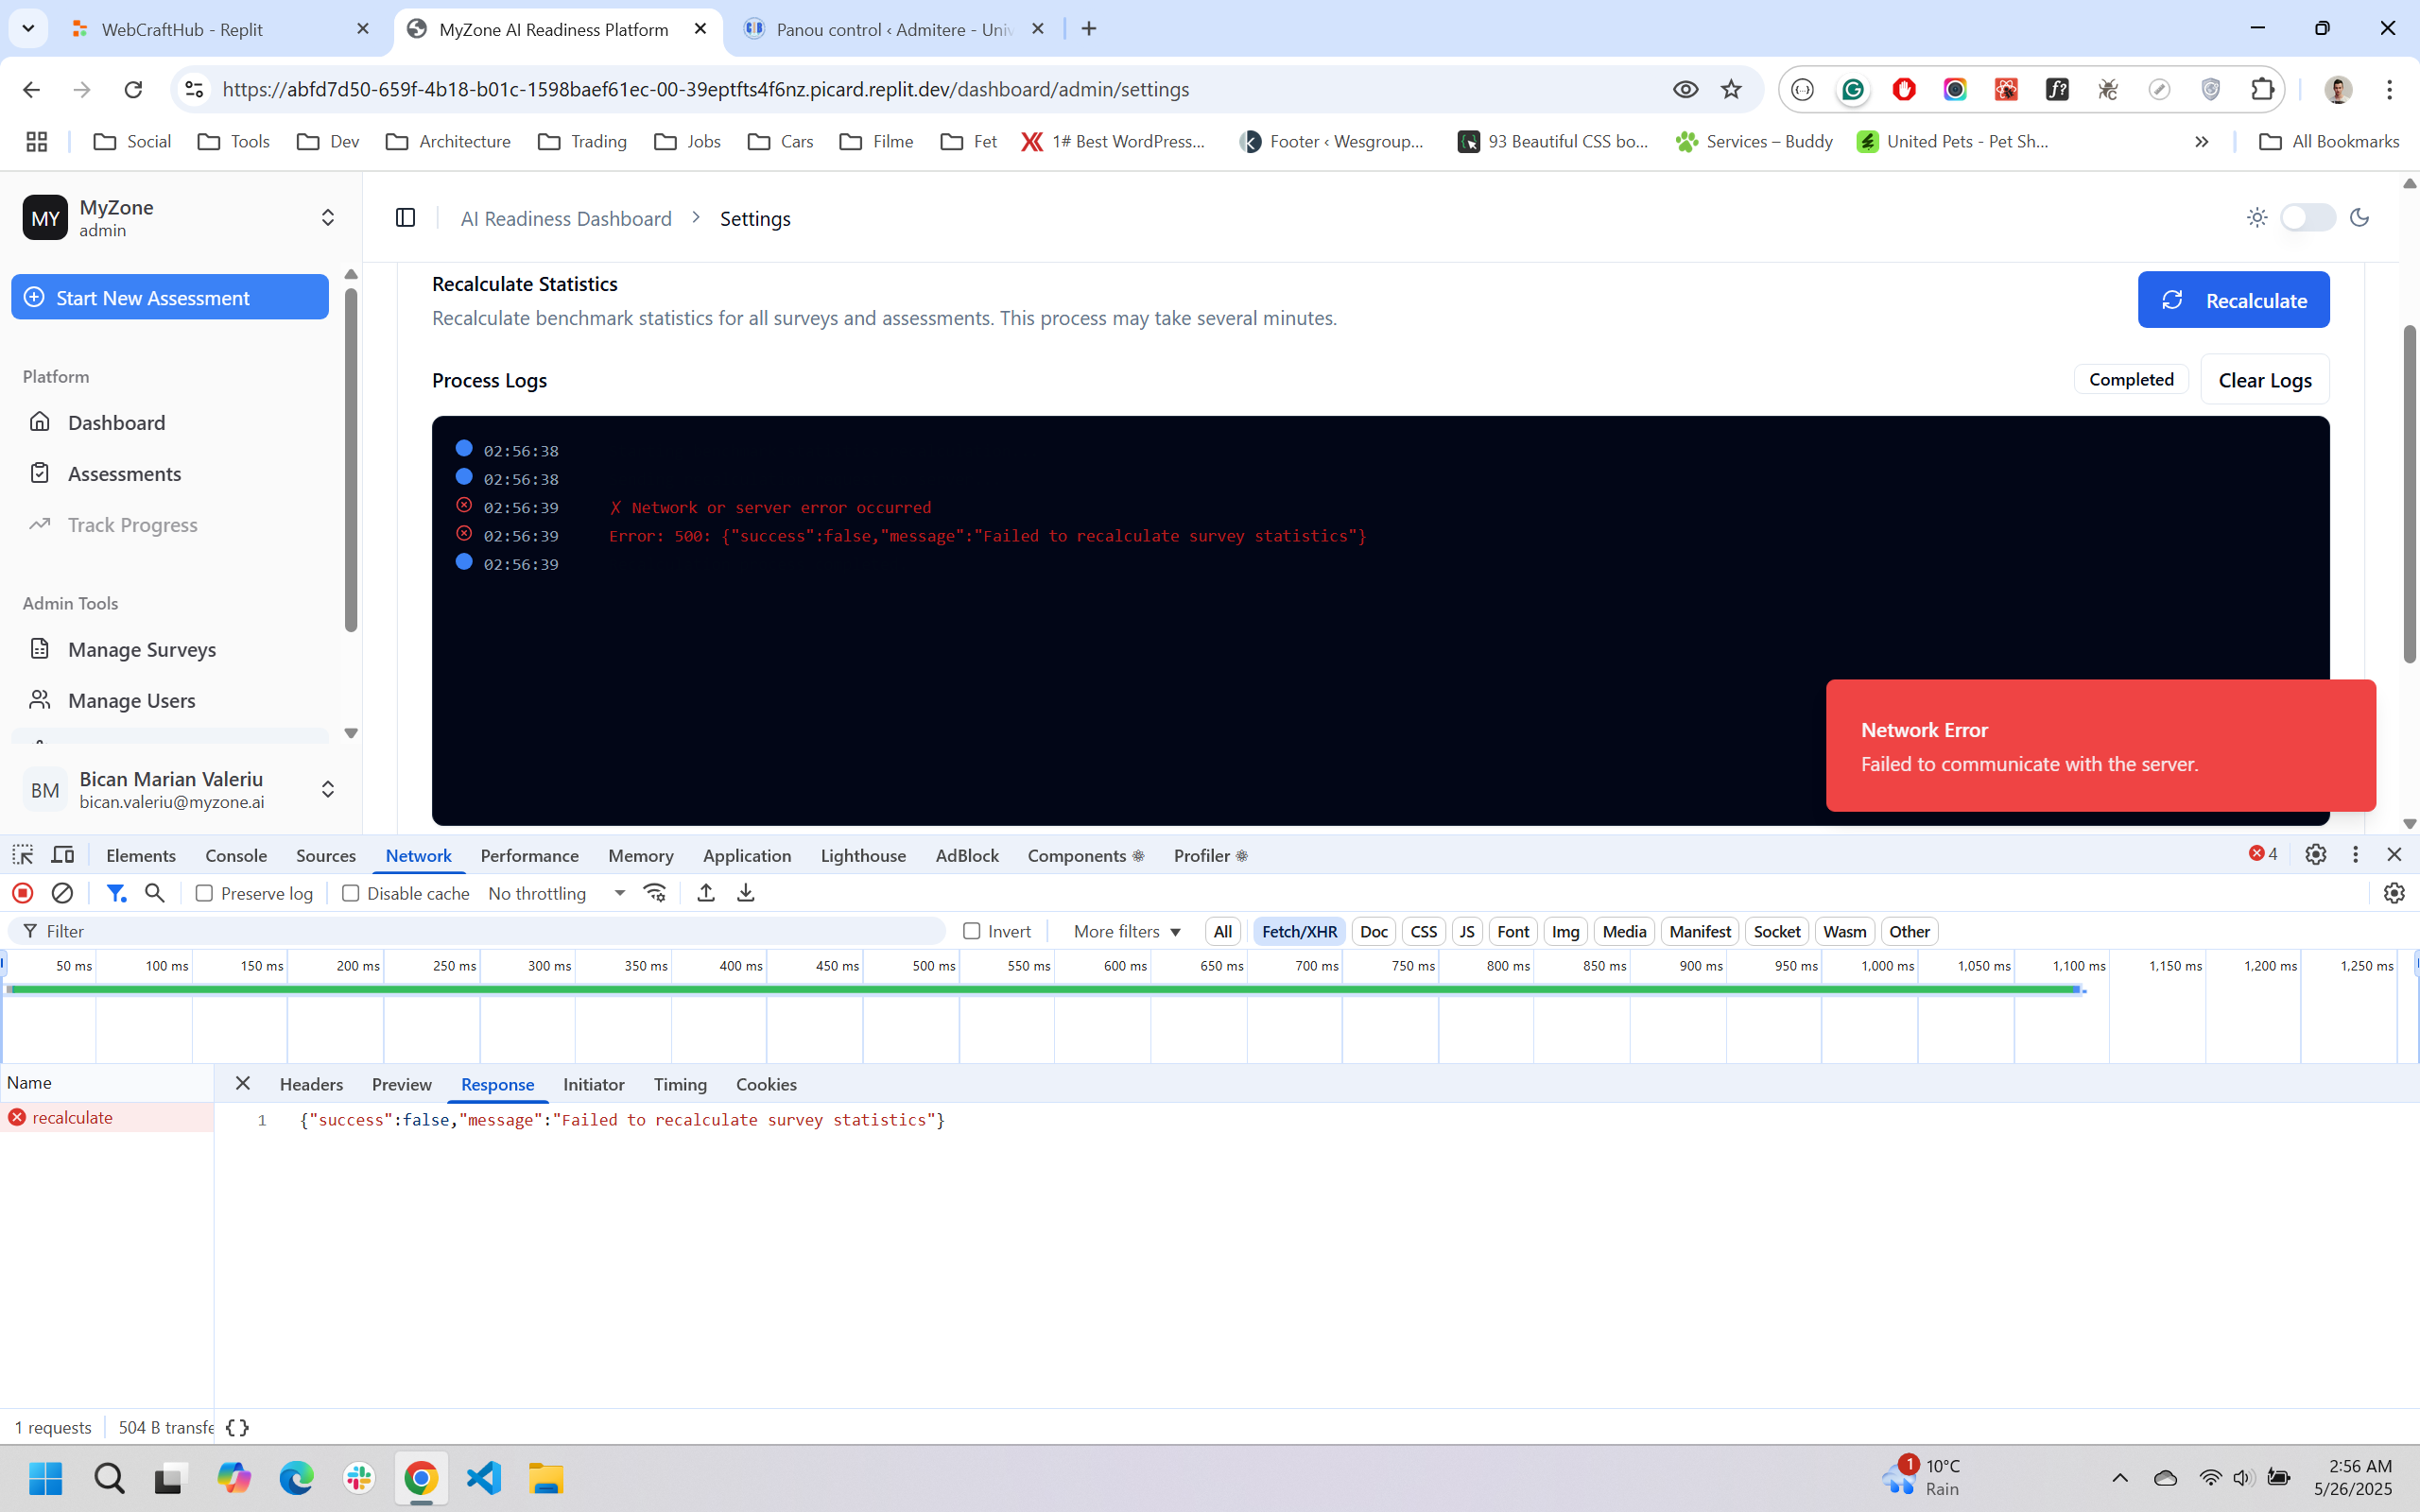 WebCraftHub - Replit
MyZone AI Readiness Platform
Panou control ‹ Admitere - Univ
https://abfd7d50-659f-4b18-b01c-1598baef61ec-00-39eptfts4f6nz.picard.replit.dev/dashboard/admin/settings
Social
Tools
Dev
Architecture
Trading
Jobs
Cars
Filme
Fet
1# Best WordPress...
Footer ‹ Wesgroup...
93 Beautiful CSS bo...
Services – Buddy
United Pets - Pet Sh...
All Bookmarks
MY
MyZone
admin
AI Readiness Dashboard
Settings
Start New Assessment
Platform
Dashboard
Assessments
Track Progress
Admin Tools
Manage Surveys
Manage Users
BM
Bican Marian Valeriu
bican.valeriu@myzone.ai
Recalculate Statistics
Recalculate benchmark statistics for all surveys and assessments. This process may take several minutes.
Recalculate
Process Logs
Completed
Clear Logs
02:56:38
02:56:38
02:56:39 ✗ Network or server error occurred
02:56:39 Error: 500: {"success":false,"message":"Failed to recalculate survey statistics"}
02:56:39
Network Error
Failed to communicate with the server.
Elements Console Sources Network Performance Memory Application Lighthouse AdBlock Components Profiler
4
Preserve log
Disable cache
No throttling
Filter
Invert
More filters
All Fetch/XHR Doc CSS JS Font Img Media Manifest Socket Wasm Other
50 ms 100 ms 150 ms 200 ms 250 ms 300 ms 350 ms 400 ms 450 ms 500 ms 550 ms 600 ms 650 ms 700 ms 750 ms 800 ms 850 ms 900 ms 950 ms 1,000 ms 1,050 ms 1,100 ms 1,150 ms 1,200 ms 1,250 ms
Name
Headers Preview Response Initiator Timing Cookies
recalculate
1 {"success":false,"message":"Failed to recalculate survey statistics"}
1 requests
504 B transfe
{ }
1
10°C
Rain
2:56 AM
5/26/2025